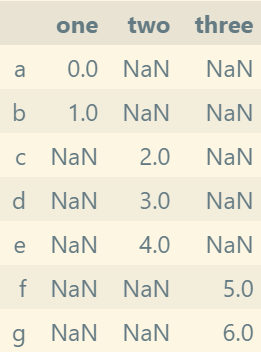 one two three
a 0.0 NaN NaN
b 1.0 NaN NaN
c NaN 2.0 NaN
d NaN 3.0 NaN
e NaN 4.0 NaN
f NaN NaN 5.0
g NaN NaN 6.0